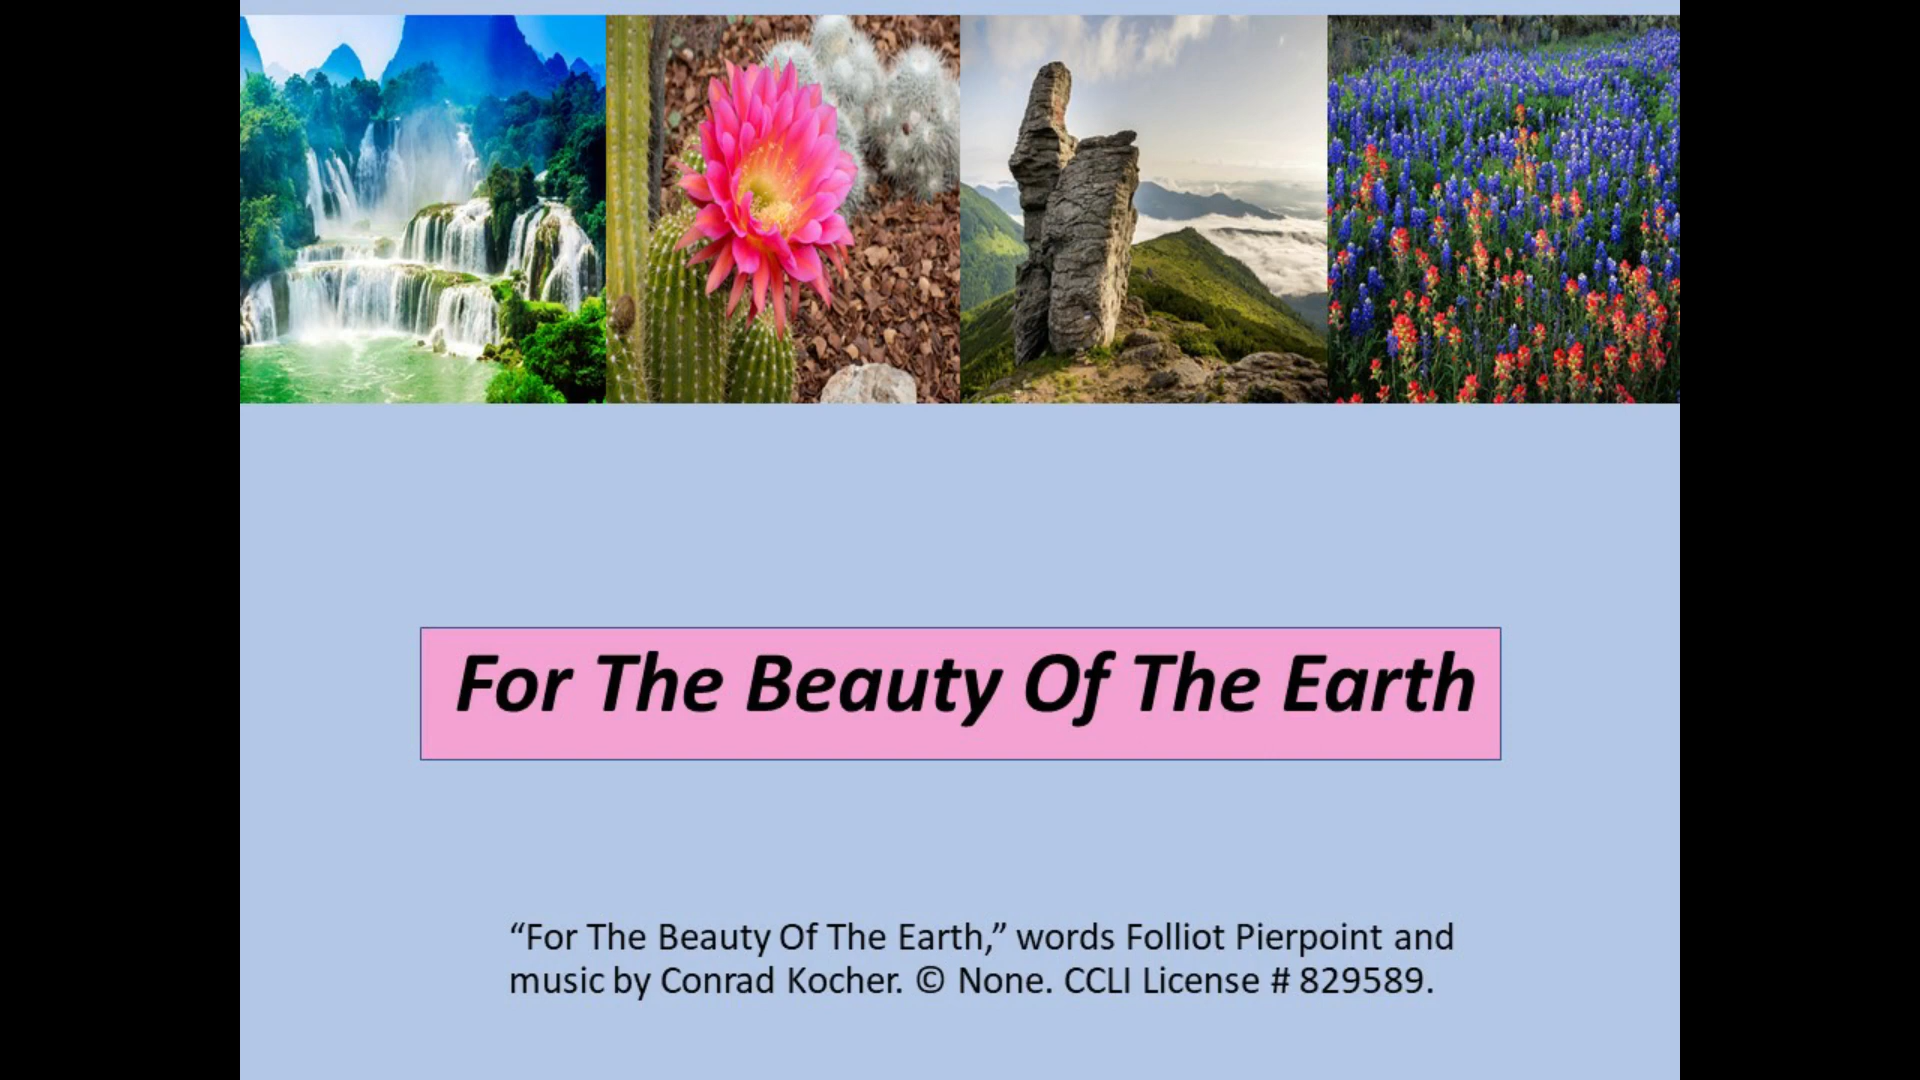 For The Beauty Of The Earth
“For The Beauty Of The Earth,” words Folliot Pierpoint and
music by Conrad Kocher. © None. CCLI License # 829589.